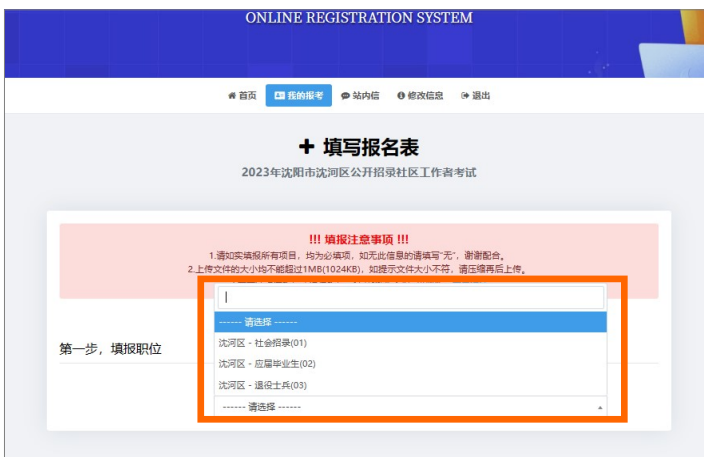 ONLINE REGISTRATION SYSTEM
首页 我的报考 站内信 修改信息 退出
填写报名表
2023年沈阳市沈河区公开招录社区工作者考试
!!! 填报注意事项 !!!
1.请如实填报所有项目，均为必填项，如无此信息的请填写"无"，谢谢配合。
2.上传文件的大小均不能超过1MB(1024KB)，如提示文件大小不符，请压缩再后上传。
------ 请选择 ------
沈河区 - 社会招录(01)
第一步，填报职位
沈河区 - 应届毕业生(02)
沈河区 - 退役士兵(03)
------ 请选择 ------